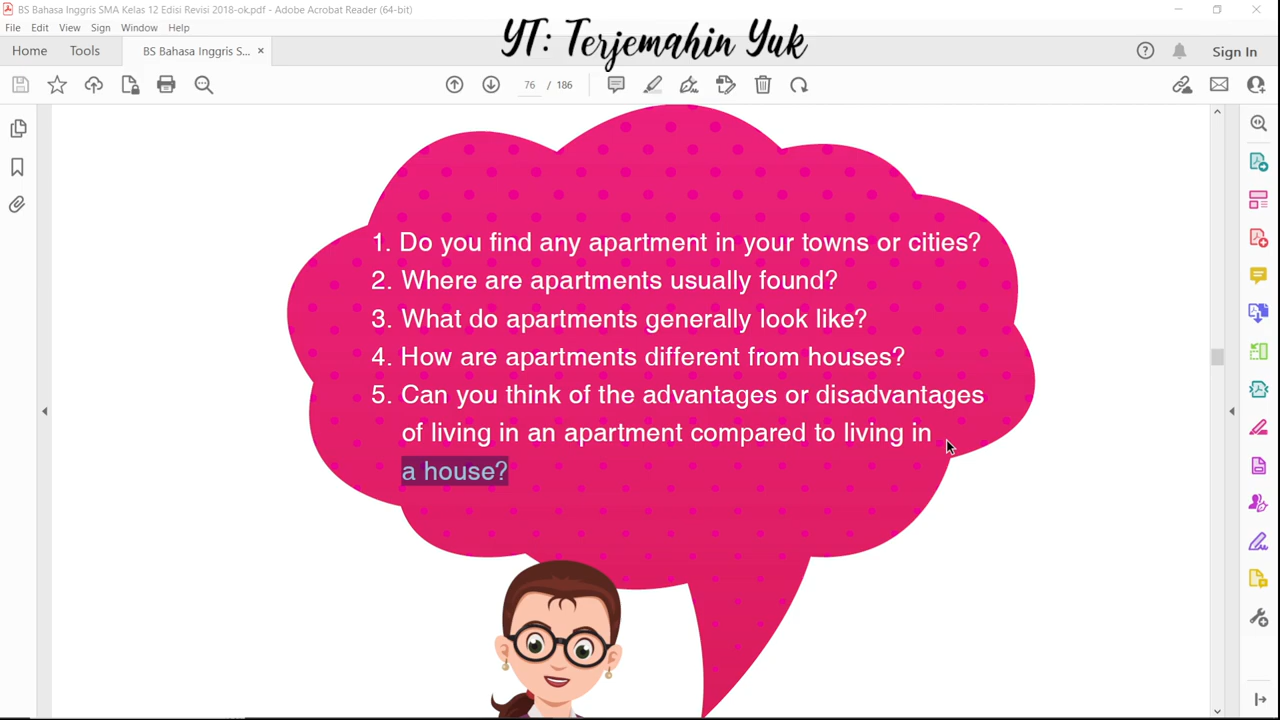 BS Bahasa Inggris SMA Kelas 12 Edisi Revisi 2018-ok.pdf - Adobe Acrobat Reader (64-bit)
File Edit View Sign Window Help
YT: Terjemahin Yuk
Home Tools BS Bahasa Inggris S... × Sign In
76 / 186
1. Do you find any apartment in your towns or cities?
2. Where are apartments usually found?
3. What do apartments generally look like?
4. How are apartments different from houses?
5. Can you think of the advantages or disadvantages
of living in an apartment compared to living in
a house?